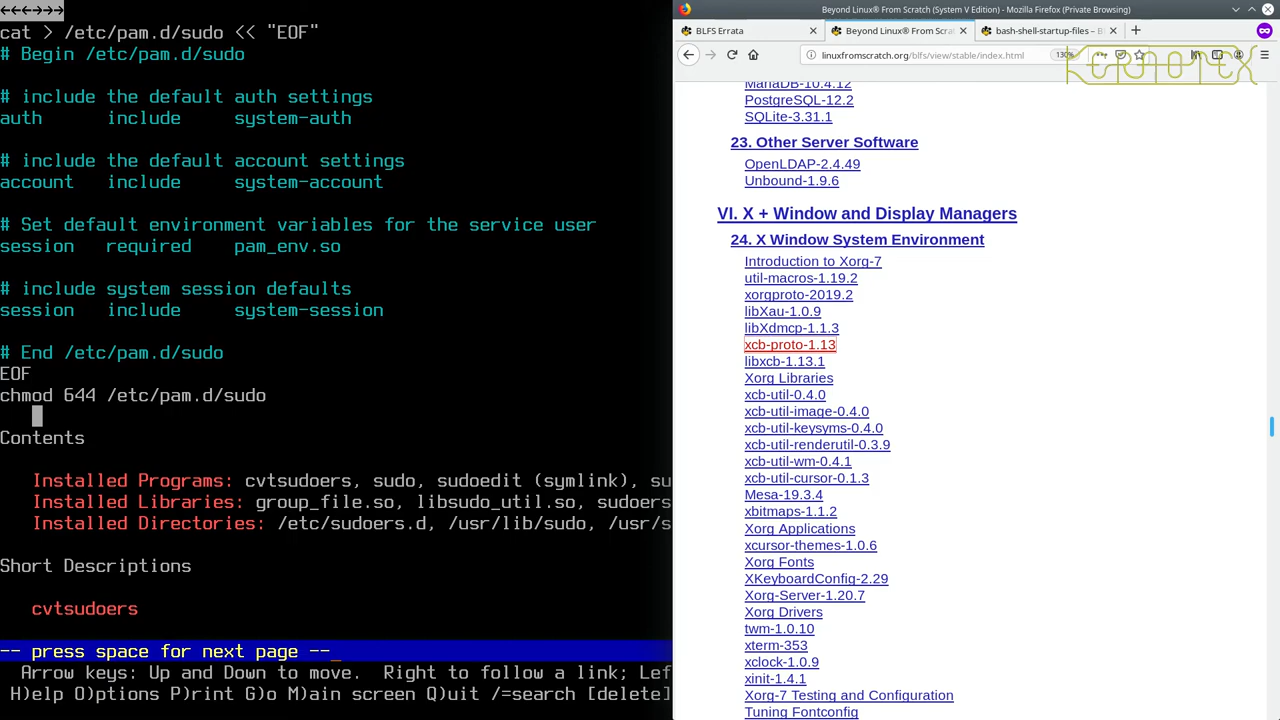 ←←←→→→
cat > /etc/pam.d/sudo << "EOF"
# Begin /etc/pam.d/sudo
# include the default auth settings
auth include system-auth
# include the default account settings
account include system-account
# Set default environment variables for the service user
session required pam_env.so
# include system session defaults
session include system-session
# End /etc/pam.d/sudo
EOF
chmod 644 /etc/pam.d/sudo
Contents
Installed Programs: cvtsudoers, sudo, sudoedit (symlink), su
Installed Libraries: group_file.so, libsudo_util.so, sudoers
Installed Directories: /etc/sudoers.d, /usr/lib/sudo, /usr/s
Short Descriptions
cvtsudoers
-- press space for next page --
Arrow keys: Up and Down to move. Right to follow a link; Lef
H)elp O)ptions P)rint G)o M)ain screen Q)uit /=search [delete]
Beyond Linux® From Scratch (System V Edition) - Mozilla Firefox (Private Browsing)
BLFS Errata
Beyond Linux® From Scra
bash-shell-startup-files – B
linuxfromscratch.org/blfs/view/stable/index.html
130%
KERNOTEX
MariaDB-10.4.12
PostgreSQL-12.2
SQLite-3.31.1
23. Other Server Software
OpenLDAP-2.4.49
Unbound-1.9.6
VI. X + Window and Display Managers
24. X Window System Environment
Introduction to Xorg-7
util-macros-1.19.2
xorgproto-2019.2
libXau-1.0.9
libXdmcp-1.1.3
xcb-proto-1.13
libxcb-1.13.1
Xorg Libraries
xcb-util-0.4.0
xcb-util-image-0.4.0
xcb-util-keysyms-0.4.0
xcb-util-renderutil-0.3.9
xcb-util-wm-0.4.1
xcb-util-cursor-0.1.3
Mesa-19.3.4
xbitmaps-1.1.2
Xorg Applications
xcursor-themes-1.0.6
Xorg Fonts
XKeyboardConfig-2.29
Xorg-Server-1.20.7
Xorg Drivers
twm-1.0.10
xterm-353
xclock-1.0.9
xinit-1.4.1
Xorg-7 Testing and Configuration
Tuning Fontconfig